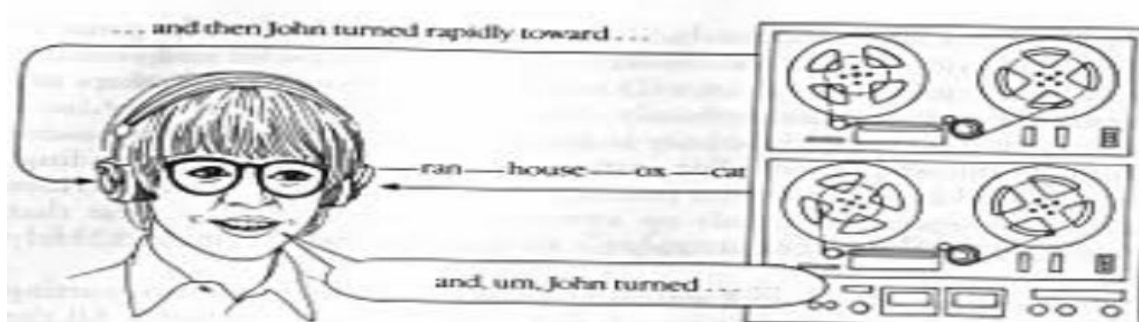 ... and then John turned rapidly toward ...
ran — house — ox — cat
and, um, John turned ...